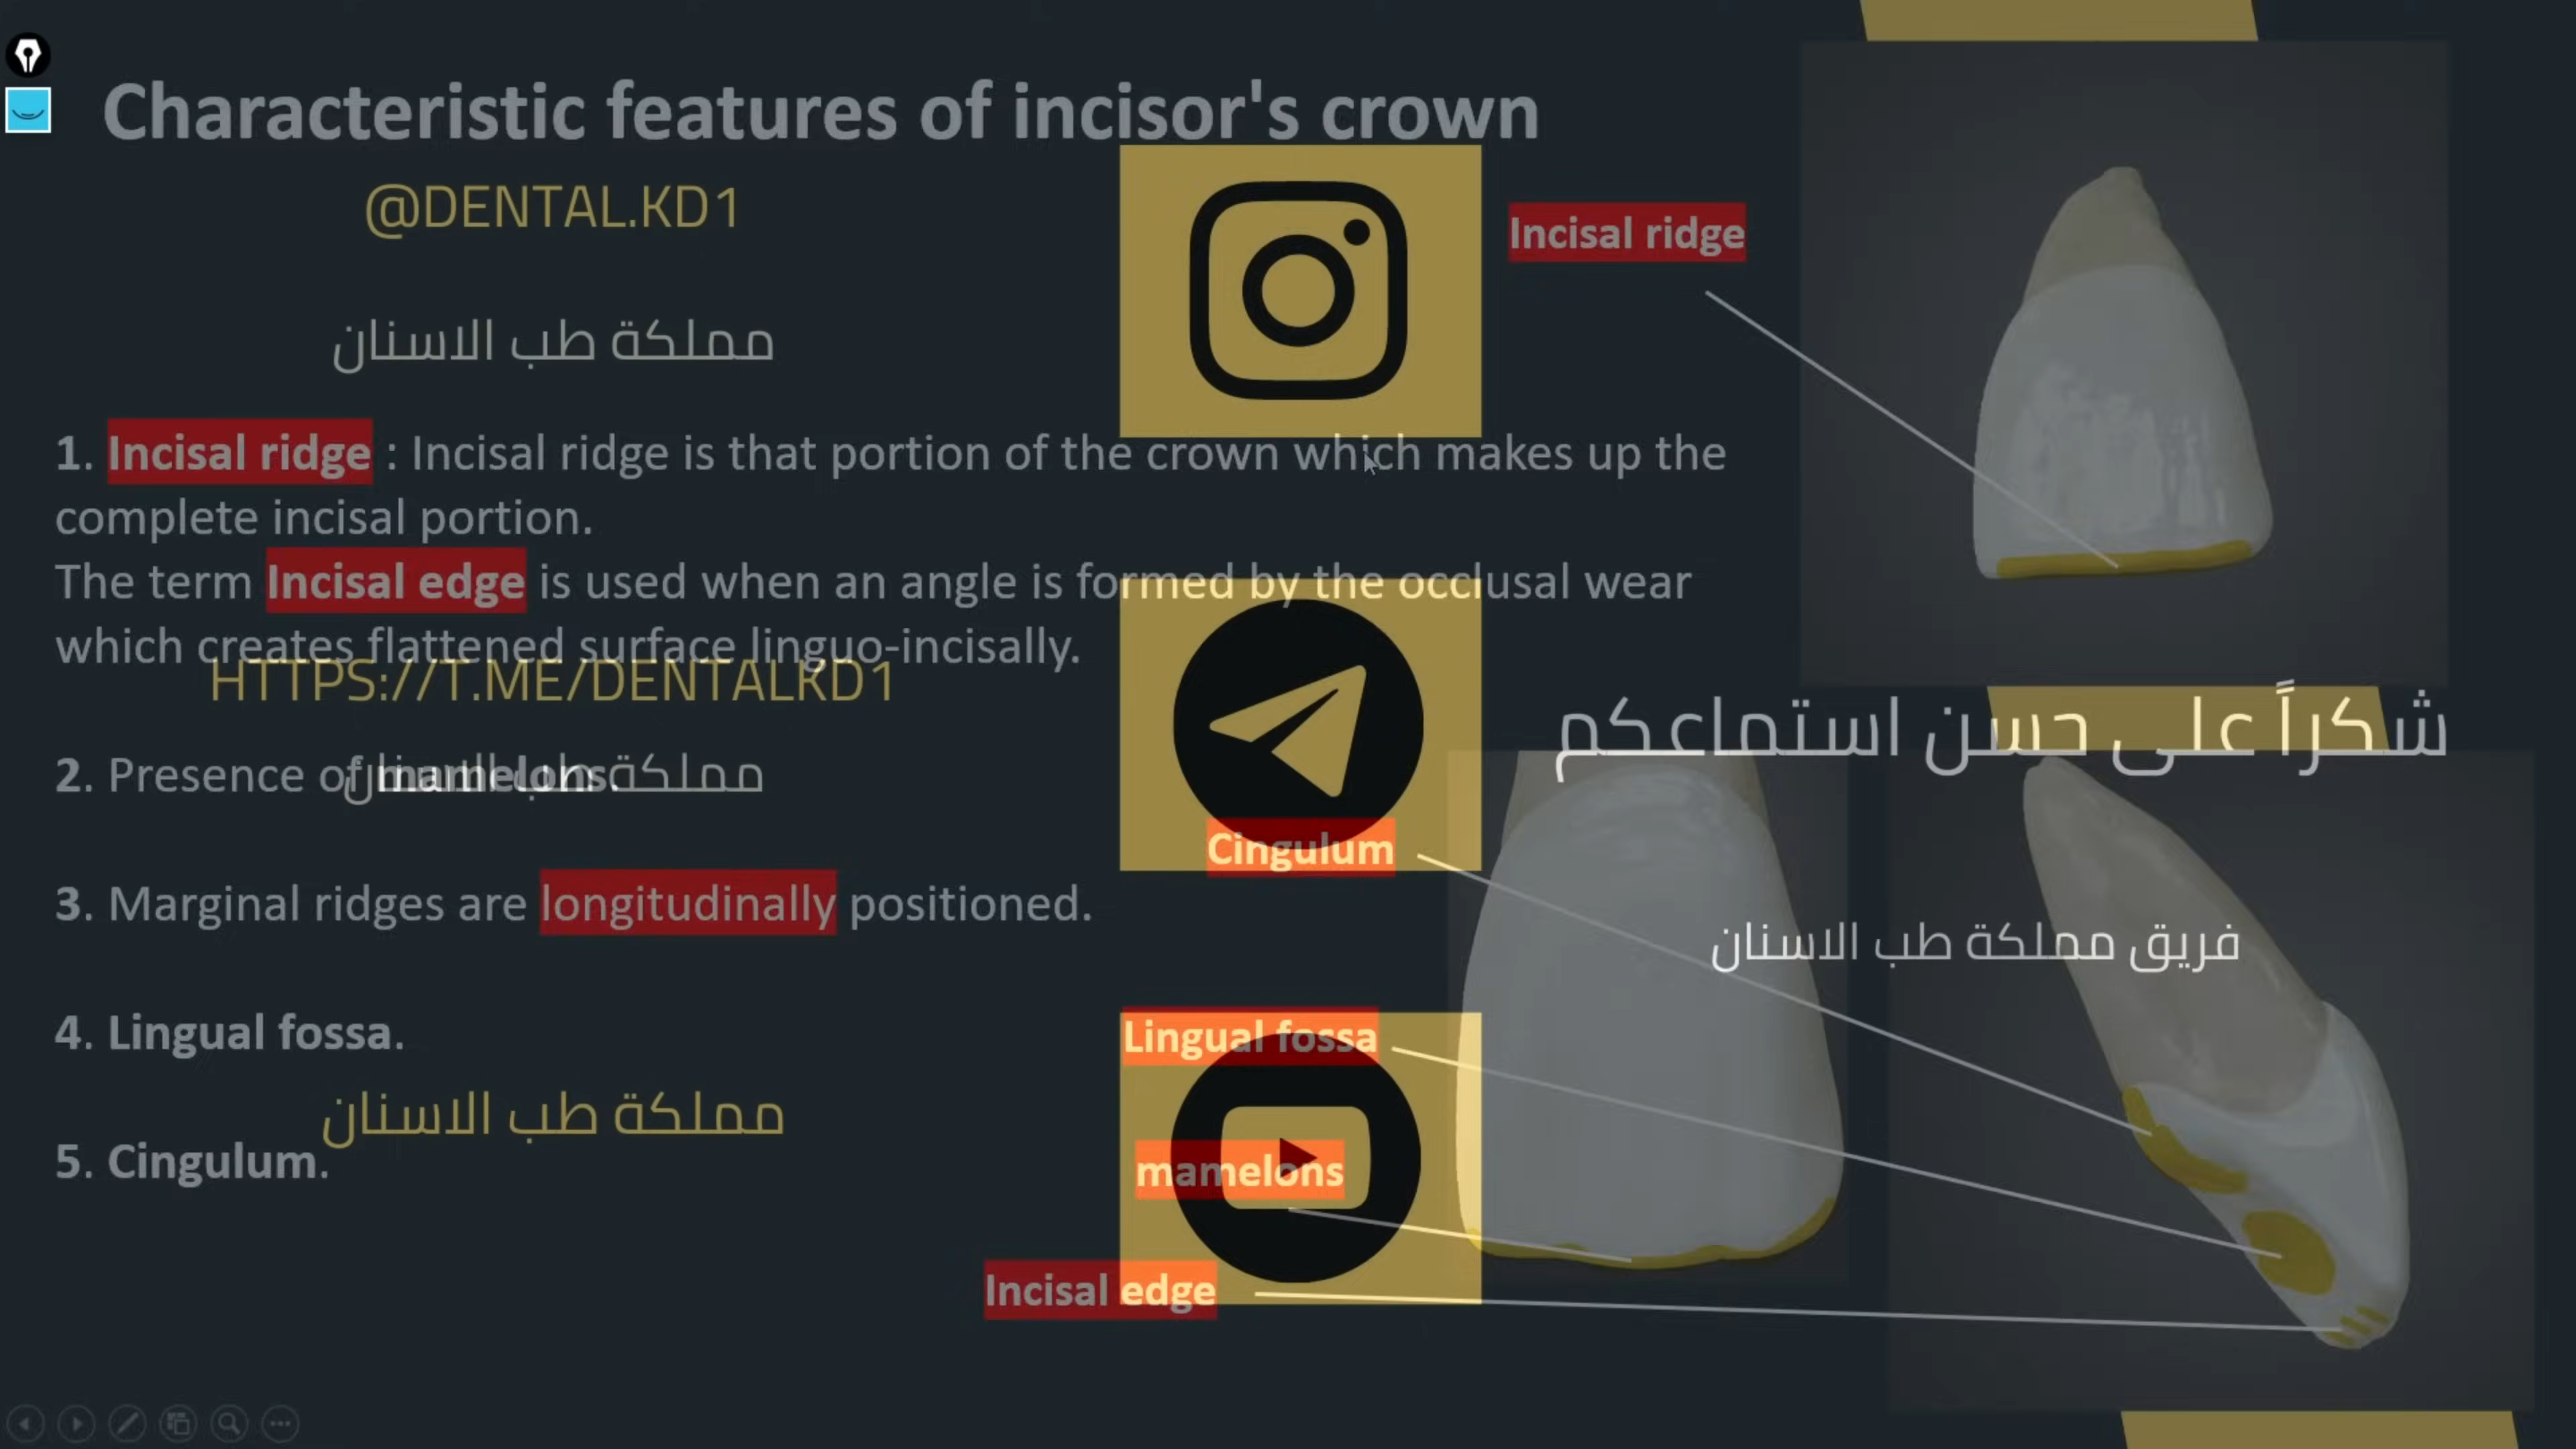 Characteristic features of incisor's crown
@DENTAL.KD1
مملكة طب الاسنان
Incisal ridge
1. Incisal ridge : Incisal ridge is that portion of the crown which makes up the
complete incisal portion.
The term Incisal edge is used when an angle is formed by the occlusal wear
which creates flattened surface linguo-incisally.
HTTPS://T.ME/DENTALKD1
شكراً على حسن استماعكم
2. Presence of mamelons.
مملكة طب الاسنان
Cingulum
3. Marginal ridges are longitudinally positioned.
فريق مملكة طب الاسنان
4. Lingual fossa.
Lingual fossa
مملكة طب الاسنان
5. Cingulum.
mamelons
Incisal edge